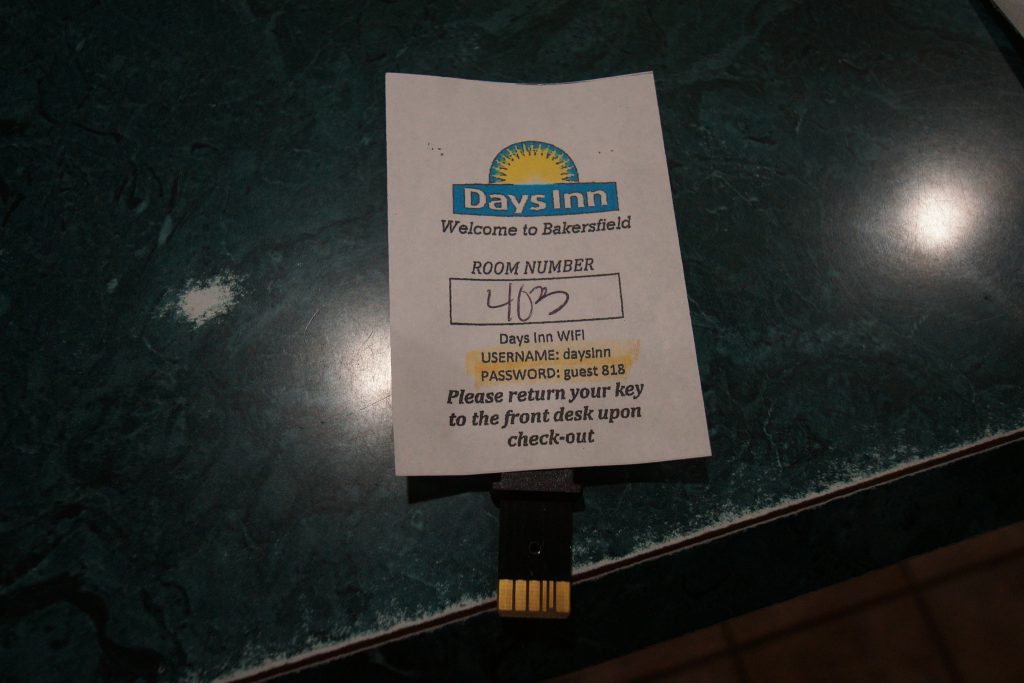 Days Inn
Welcome to Bakersfield
ROOM NUMBER
403
Days Inn WIFI
USERNAME: daysinn
PASSWORD: guest 818
Please return your key
to the front desk upon
check-out